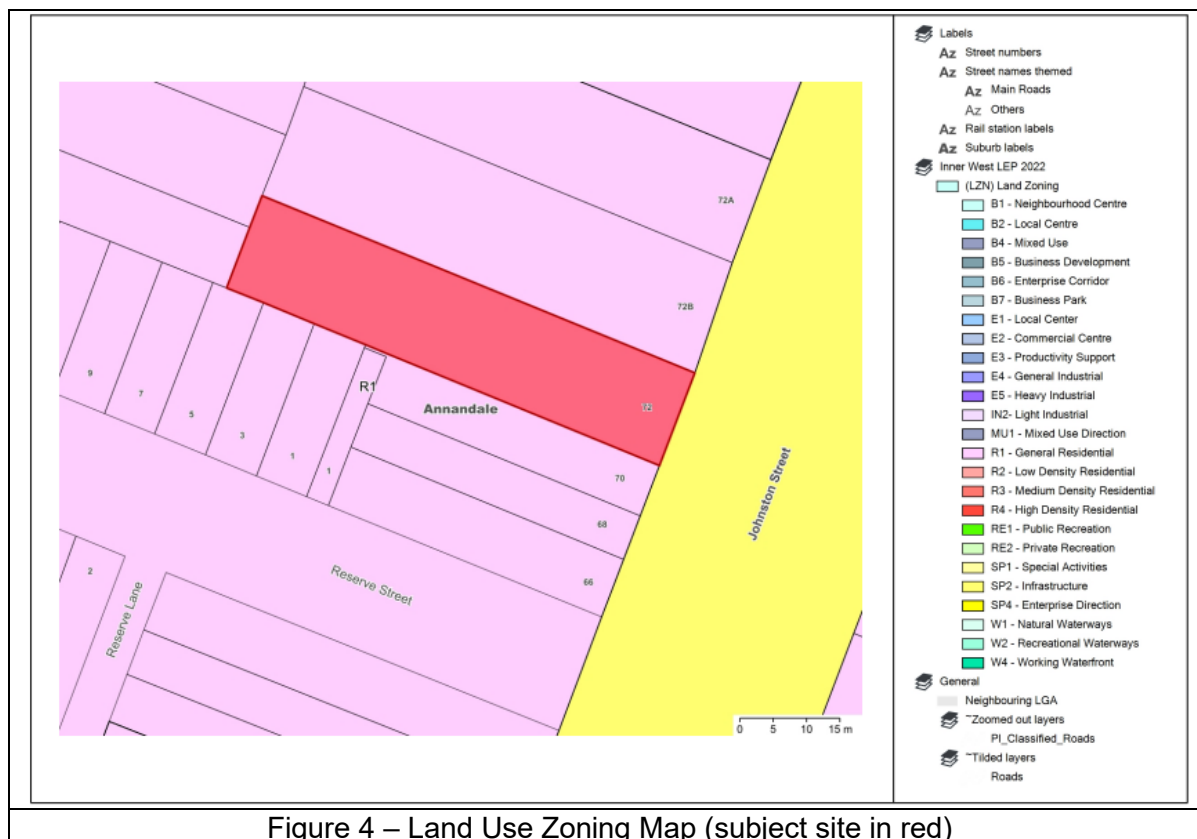 72A
72B
72
R1
Annandale
9
7
5
3
1
1
70
68
66
Johnston Street
Reserve Street
2
Reserve Lane
0 5 10 15 m
Labels
Az Street numbers
Az Street names themed
Az Main Roads
Az Others
Az Rail station labels
Az Suburb labels
Inner West LEP 2022
(LZN) Land Zoning
B1 - Neighbourhood Centre
B2 - Local Centre
B4 - Mixed Use
B5 - Business Development
B6 - Enterprise Corridor
B7 - Business Park
E1 - Local Center
E2 - Commercial Centre
E3 - Productivity Support
E4 - General Industrial
E5 - Heavy Industrial
IN2- Light Industrial
MU1 - Mixed Use Direction
R1 - General Residential
R2 - Low Density Residential
R3 - Medium Density Residential
R4 - High Density Residential
RE1 - Public Recreation
RE2 - Private Recreation
SP1 - Special Activities
SP2 - Infrastructure
SP4 - Enterprise Direction
W1 - Natural Waterways
W2 - Recreational Waterways
W4 - Working Waterfront
General
Neighbouring LGA
~Zoomed out layers
PI_Classified_Roads
~Tilded layers
Roads
Figure 4 – Land Use Zoning Map (subject site in red)